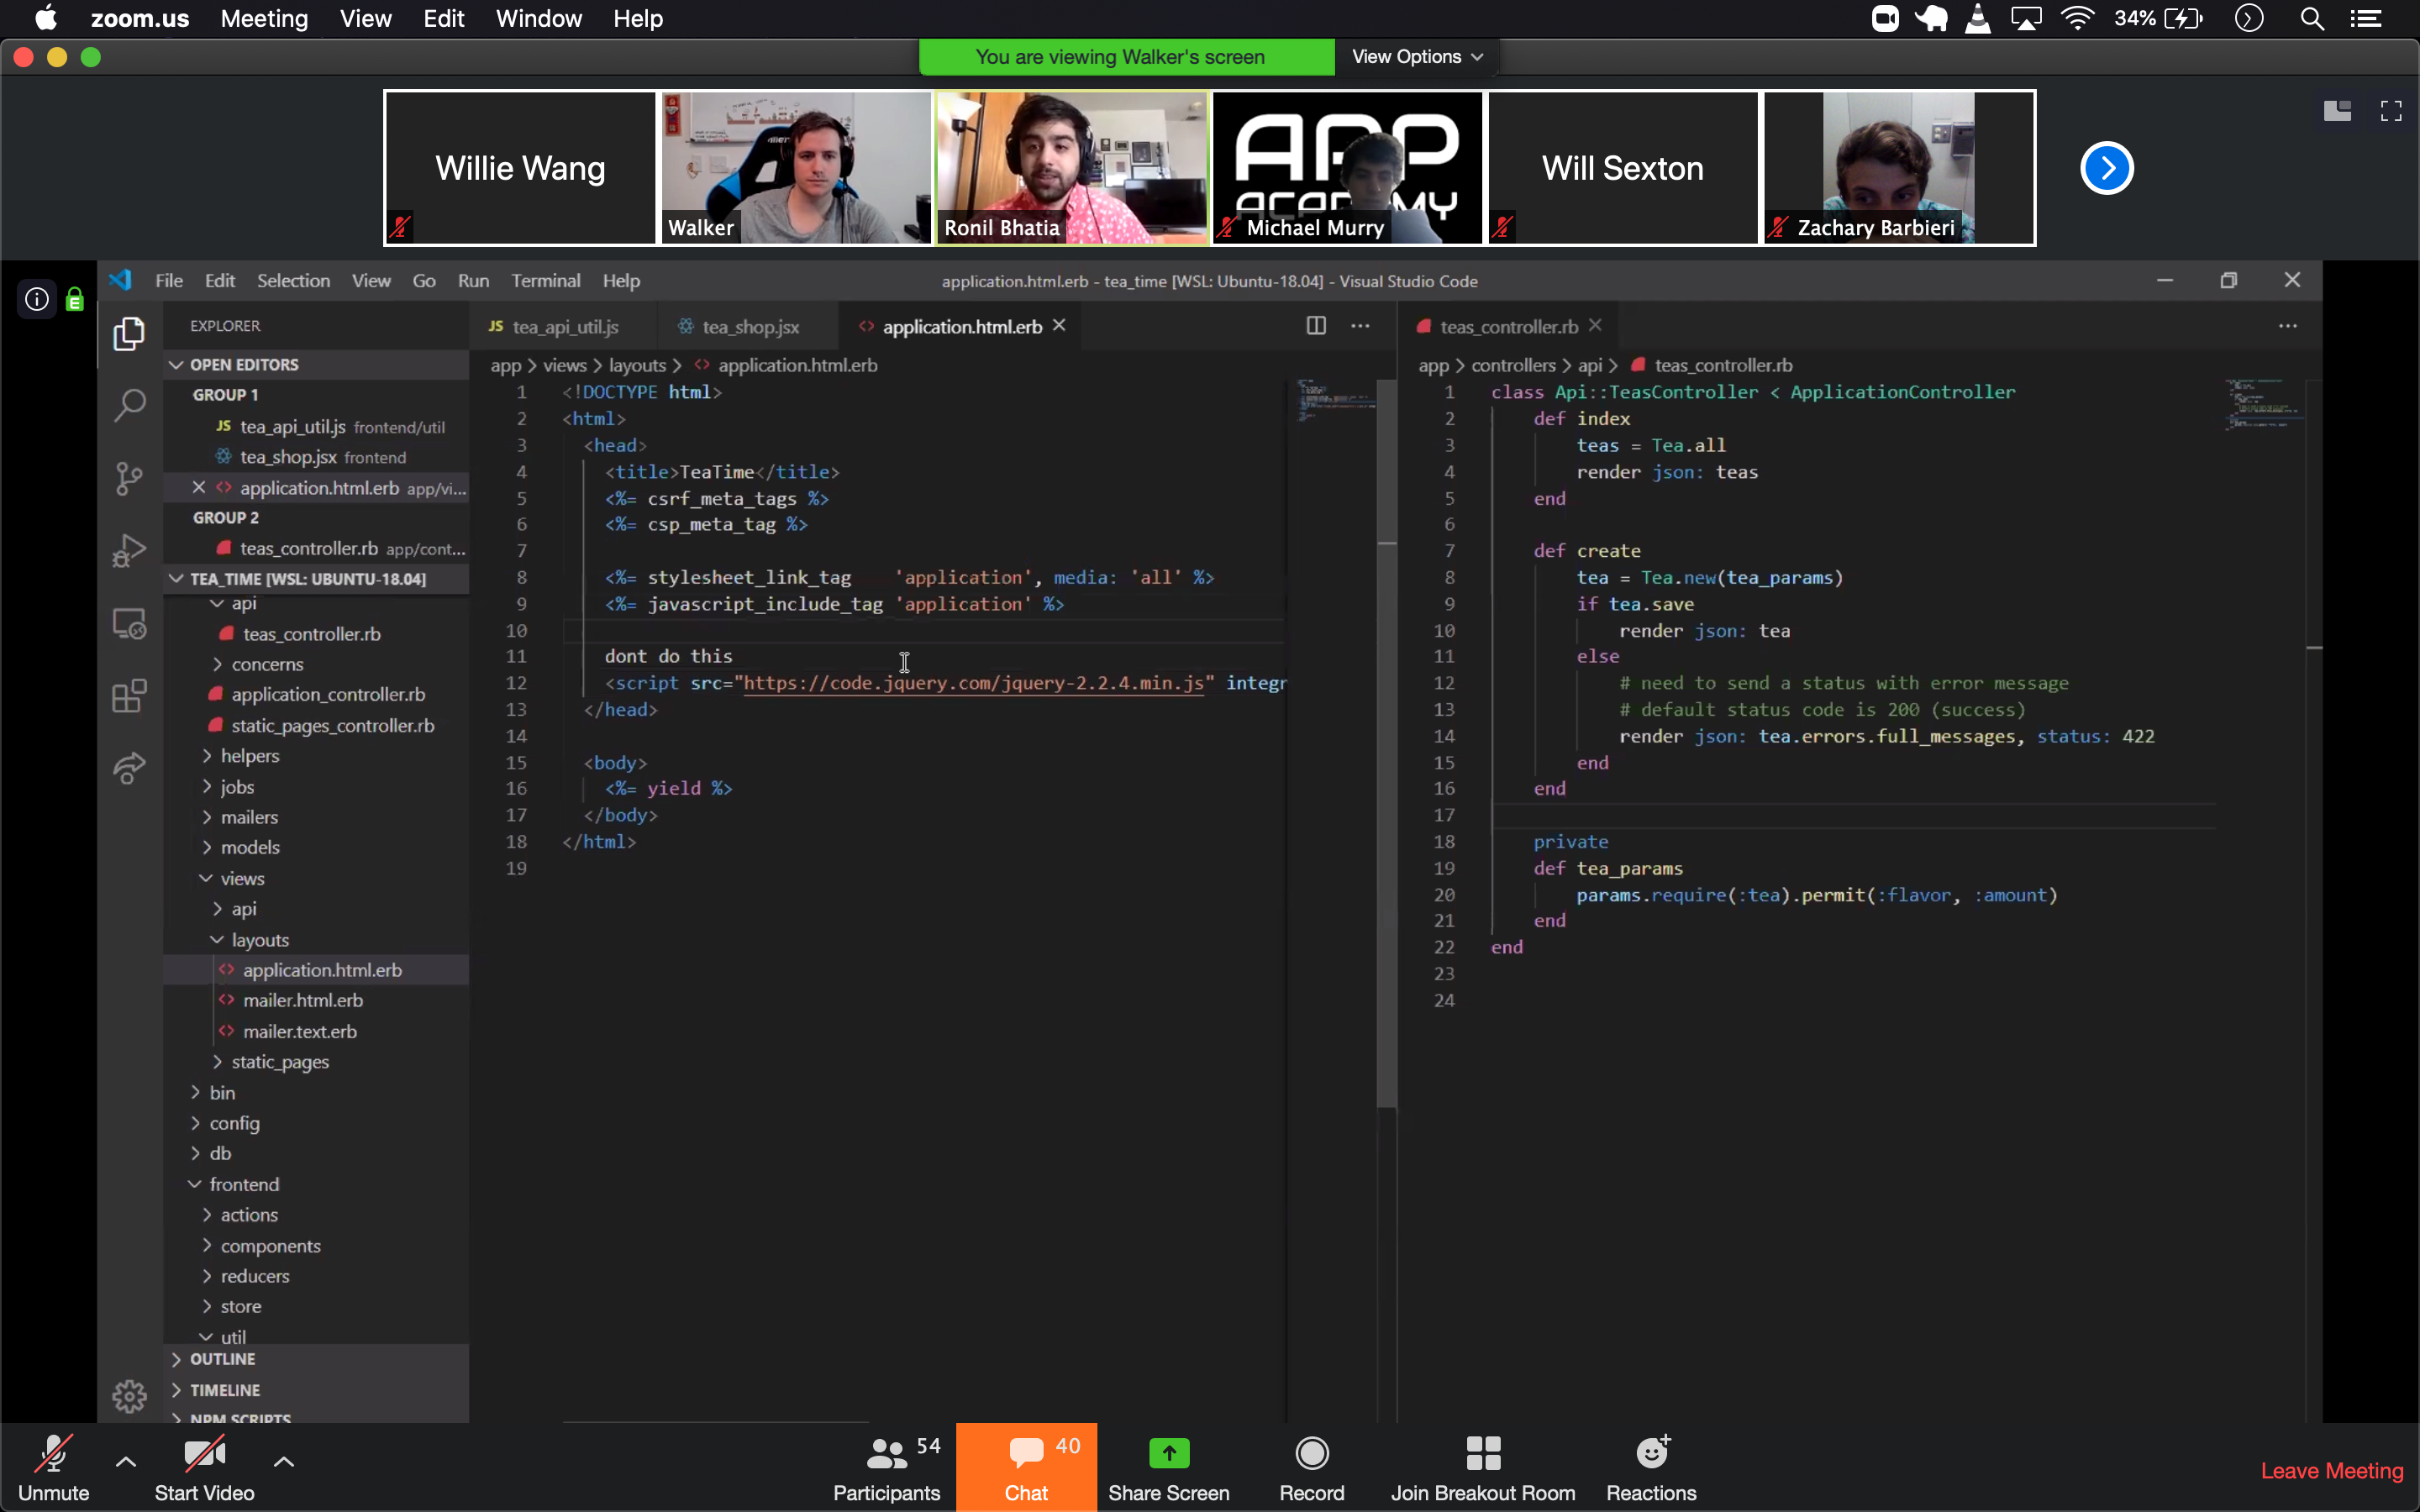 zoom.us Meeting View Edit Window Help 34%
You are viewing Walker's screen View Options
Willie Wang
Walker
Ronil Bhatia
APP
ACADEMY
Michael Murry
Will Sexton
Zachary Barbieri
File Edit Selection View Go Run Terminal Help application.html.erb - tea_time [WSL: Ubuntu-18.04] - Visual Studio Code
EXPLORER
OPEN EDITORS
GROUP 1
JS tea_api_util.js frontend/util
tea_shop.jsx frontend
application.html.erb app/vi...
GROUP 2
teas_controller.rb app/cont...
TEA_TIME [WSL: UBUNTU-18.04]
api
teas_controller.rb
concerns
application_controller.rb
static_pages_controller.rb
helpers
jobs
mailers
models
views
api
layouts
application.html.erb
mailer.html.erb
mailer.text.erb
static_pages
bin
config
db
frontend
actions
components
reducers
store
util
OUTLINE
TIMELINE
NPM SCRIPTS
JS tea_api_util.js tea_shop.jsx application.html.erb
app > views > layouts > application.html.erb
1 <!DOCTYPE html>
2 <html>
3 <head>
4 <title>TeaTime</title>
5 <%= csrf_meta_tags %>
6 <%= csp_meta_tag %>
7
8 <%= stylesheet_link_tag    'application', media: 'all' %>
9 <%= javascript_include_tag 'application' %>
10
11 dont do this
12 <script src="https://code.jquery.com/jquery-2.2.4.min.js" integr
13 </head>
14
15 <body>
16 <%= yield %>
17 </body>
18 </html>
19
teas_controller.rb
app > controllers > api > teas_controller.rb
1 class Api::TeasController < ApplicationController
2 def index
3 teas = Tea.all
4 render json: teas
5 end
6
7 def create
8 tea = Tea.new(tea_params)
9 if tea.save
10 render json: tea
11 else
12 # need to send a status with error message
13 # default status code is 200 (success)
14 render json: tea.errors.full_messages, status: 422
15 end
16 end
17
18 private
19 def tea_params
20 params.require(:tea).permit(:flavor, :amount)
21 end
22 end
23
24
Unmute Start Video Participants 54 Chat 40 Share Screen Record Join Breakout Room Reactions Leave Meeting